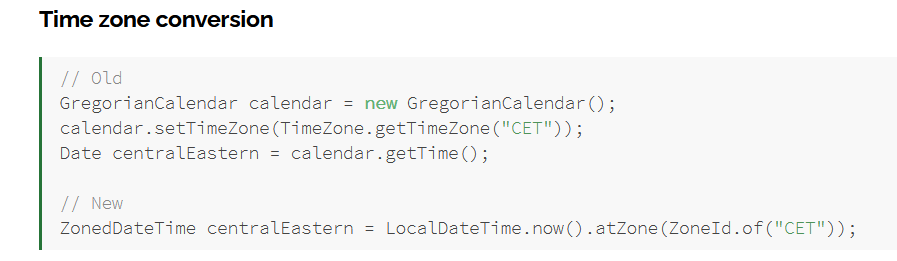 Time zone conversion
// Old
GregorianCalendar calendar = new GregorianCalendar();
calendar.setTimeZone(TimeZone.getTimeZone("CET"));
Date centralEastern = calendar.getTime();
// New
ZonedDateTime centralEastern = LocalDateTime.now().atZone(ZoneId.of("CET"));